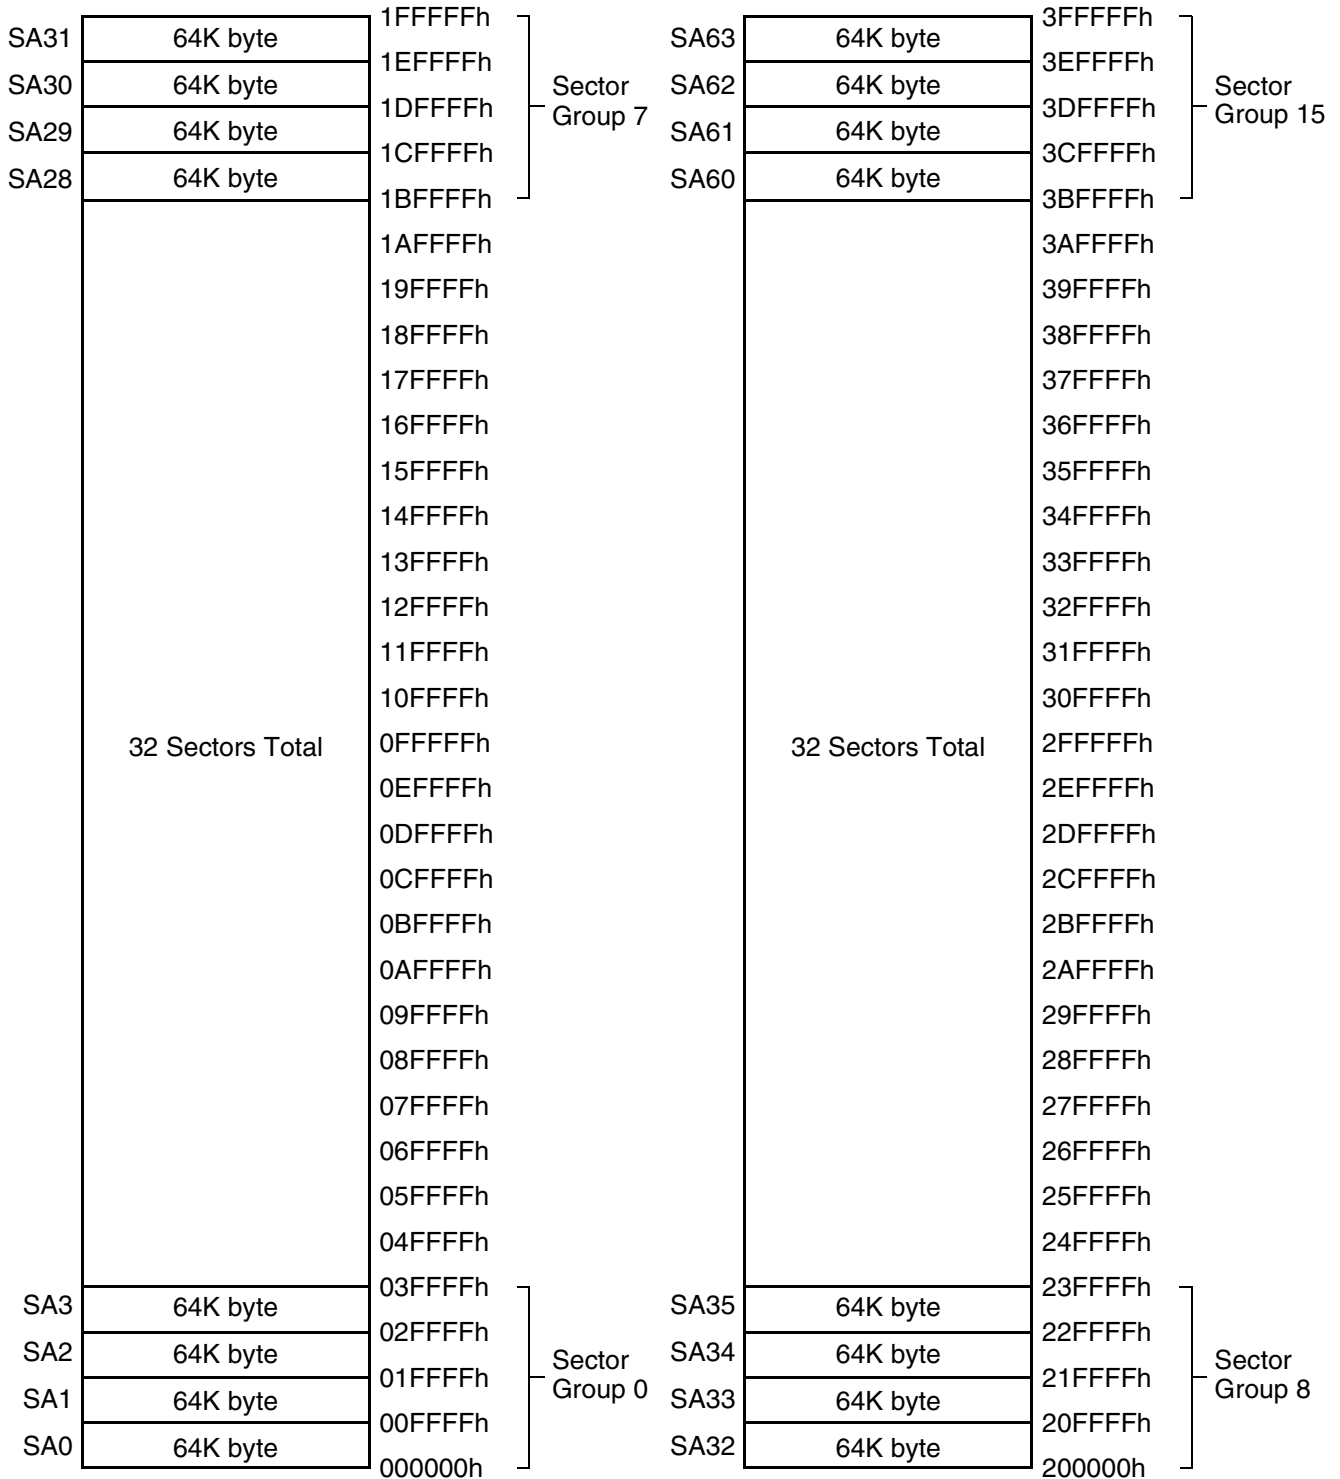 SA31 64K byte 1FFFFFh
1EFFFFh
SA30 64K byte
1DFFFFh
SA29 64K byte
1CFFFFh
SA28 64K byte
1BFFFFh
Sector
Group 7
1AFFFFh
19FFFFh
18FFFFh
17FFFFh
16FFFFh
15FFFFh
14FFFFh
13FFFFh
12FFFFh
11FFFFh
10FFFFh
32 Sectors Total 0FFFFFh
0EFFFFh
0DFFFFh
0CFFFFh
0BFFFFh
0AFFFFh
09FFFFh
08FFFFh
07FFFFh
06FFFFh
05FFFFh
04FFFFh
03FFFFh
SA3 64K byte
02FFFFh
SA2 64K byte
01FFFFh
SA1 64K byte
00FFFFh
SA0 64K byte
000000h
Sector
Group 0
3FFFFFh
SA63 64K byte
3EFFFFh
SA62 64K byte
3DFFFFh
SA61 64K byte
3CFFFFh
SA60 64K byte
3BFFFFh
Sector
Group 15
3AFFFFh
39FFFFh
38FFFFh
37FFFFh
36FFFFh
35FFFFh
34FFFFh
33FFFFh
32FFFFh
31FFFFh
30FFFFh
32 Sectors Total 2FFFFFh
2EFFFFh
2DFFFFh
2CFFFFh
2BFFFFh
2AFFFFh
29FFFFh
28FFFFh
27FFFFh
26FFFFh
25FFFFh
24FFFFh
23FFFFh
SA35 64K byte
22FFFFh
SA34 64K byte
21FFFFh
SA33 64K byte
20FFFFh
SA32 64K byte
200000h
Sector
Group 8